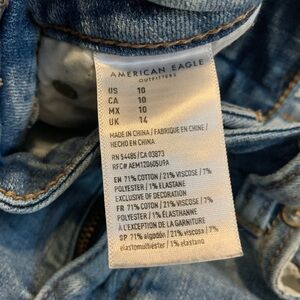 AMERICAN EAGLE
OUTFITTERS
US 10
CA 10
MX 10
UK 14
MADE IN CHINA / FABRIQUE EN CHINE /
HECHO EN CHINA
RN 54485 / CA 03873
RFC# AEM120605U9A
EN 71% COTTON / 21% VISCOSE / 7%
POLYESTER / 1% ELASTANE
EXCLUSIVE OF DECORATION
FR 71% COTON / 21% VISCOSE / 7%
POLYESTER / 1% ÉLASTHANNE
À L'EXCEPTION DE LA GARNITURE
SP 71% algodón / 21% viscosa / 7%
elastomultiéster / 1% elastano